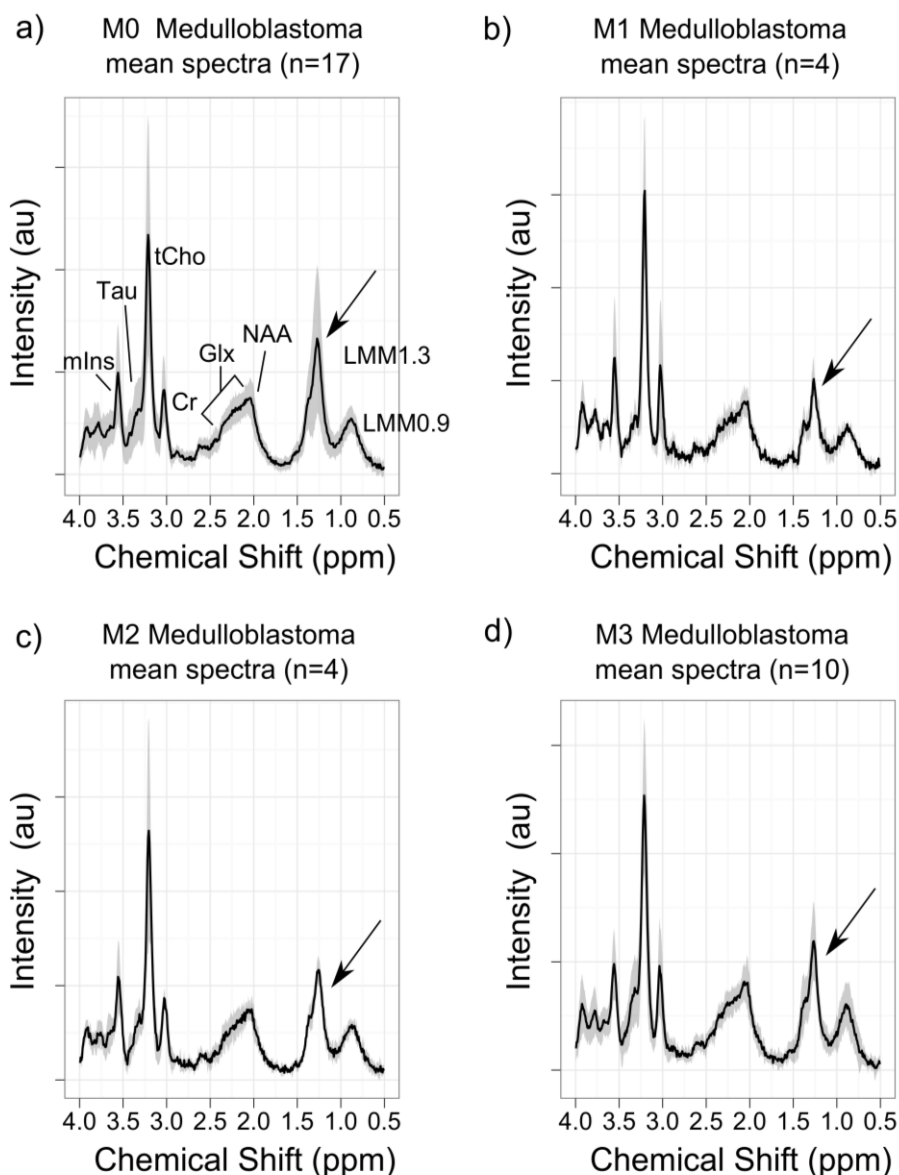 a)
M0 Medulloblastoma
mean spectra (n=17)
Intensity (au)
tCho
Tau
mIns
Cr
Glx
NAA
LMM1.3
LMM0.9
4.0 3.5 3.0 2.5 2.0 1.5 1.0 0.5
Chemical Shift (ppm)
b)
M1 Medulloblastoma
mean spectra (n=4)
Intensity (au)
4.0 3.5 3.0 2.5 2.0 1.5 1.0 0.5
Chemical Shift (ppm)
c)
M2 Medulloblastoma
mean spectra (n=4)
Intensity (au)
4.0 3.5 3.0 2.5 2.0 1.5 1.0 0.5
Chemical Shift (ppm)
d)
M3 Medulloblastoma
mean spectra (n=10)
Intensity (au)
4.0 3.5 3.0 2.5 2.0 1.5 1.0 0.5
Chemical Shift (ppm)